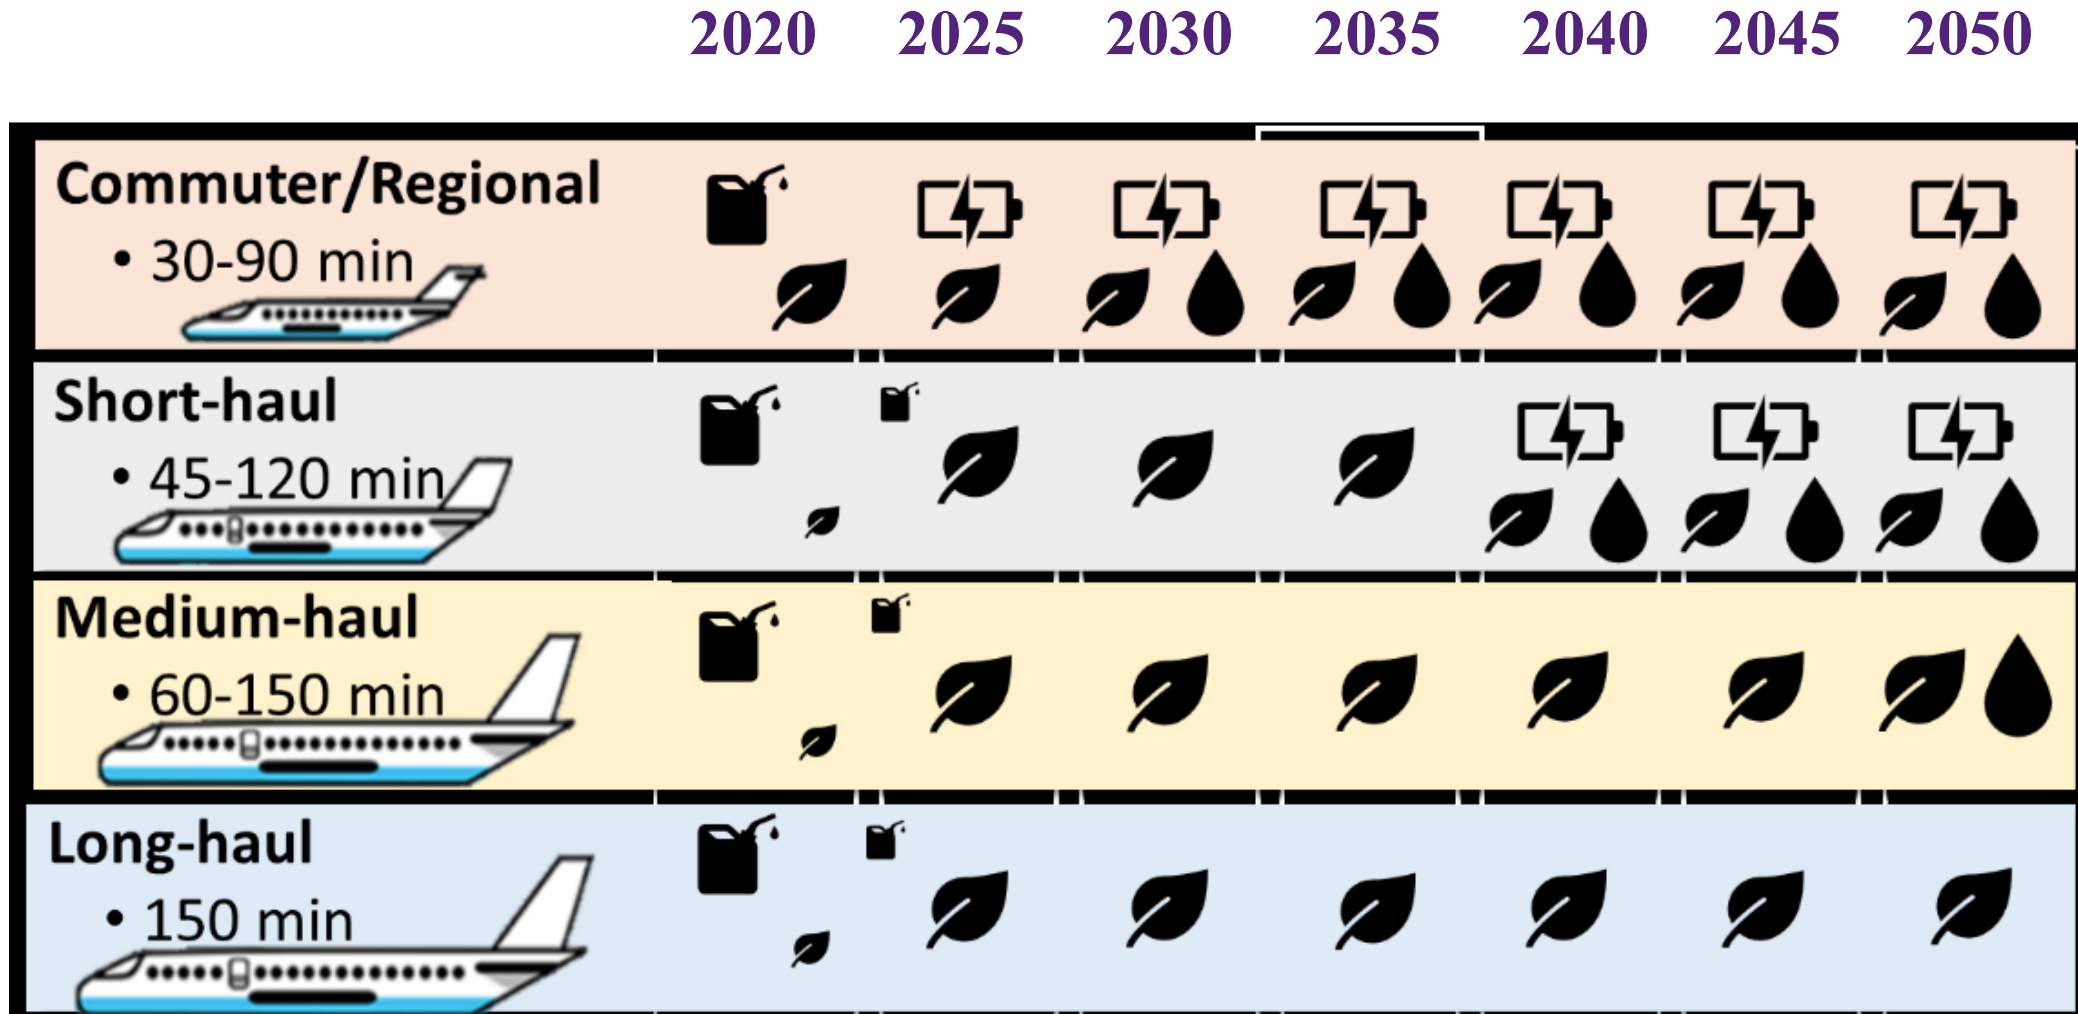 2020 2025 2030 2035 2040 2045 2050
Commuter/Regional
• 30-90 min
Short-haul
• 45-120 min
Medium-haul
• 60-150 min
Long-haul
• 150 min